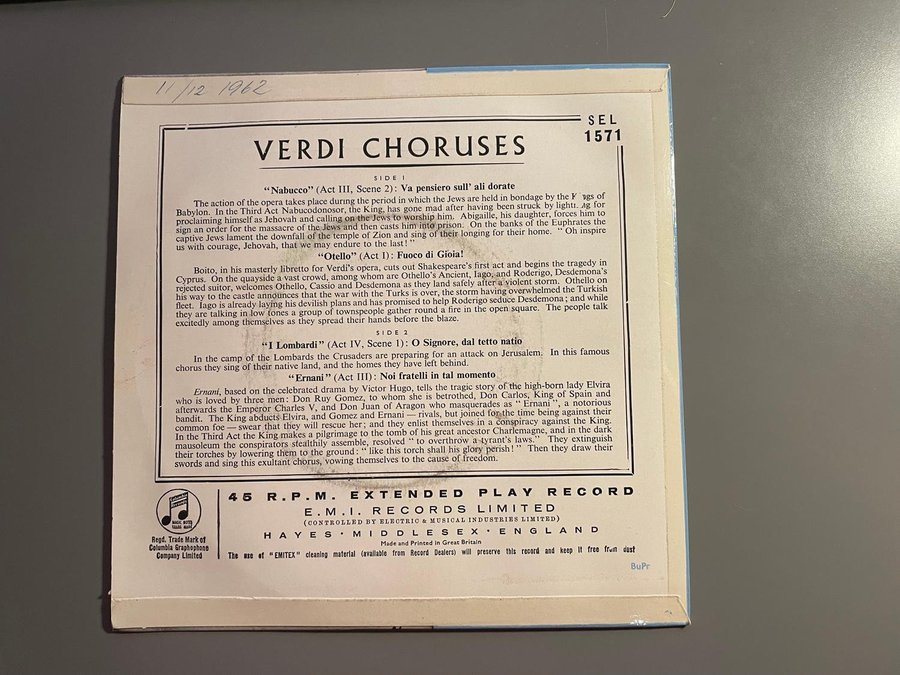 11/12 1962
SEL
1571
VERDI CHORUSES
SIDE 1
“Nabucco” (Act III, Scene 2): Va pensiero sull' ali dorate
The action of the opera takes place during the period in which the Jews are held in bondage by the
Babylon. In the Third Act Nabucodonosor, the King, has gone mad after having been struck by for
proclaiming himself as Jehovah and calling on the Jews to worship him. Abigaille, his daughter, forces him to
sign an order for the massacre of the Jews and then casts him into prison. On the banks of the Euphrates the
captive Jews lament the downfall of the temple of Zion and sing of their longing for their home. “Oh inspire
us with courage, Jehovah, that we may endure to the last!”
“Otello” (Act I): Fuoco di Gioia!
Boito, in his masterly libretto for Verdi's opera, cuts out Shakespeare's first act and begins the tragedy in
Cyprus. On the quayside a vast crowd, among whom are Othello's Ancient, Iago, and Roderigo, Desdemona's
rejected suitor, welcomes Othello, Cassio and Desdemona as they land safely after a violent storm. Othello on
his way to the castle announces that the war with the Turks is over, the storm having overwhelmed the Turkish
fleet. Iago is already laying his devilish plans and has promised to help Roderigo seduce Desdemona; and while
they are talking in low tones a group of townspeople gather round a fire in the open square. The people talk
excitedly among themselves as they spread their hands before the blaze.
SIDE 2
“I Lombardi” (Act IV, Scene 1): O Signore, dal tetto natio
In the camp of the Lombards the Crusaders are preparing for an attack on Jerusalem. In this famous
chorus they sing of their native land, and the homes they have left behind.
“Ernani” (Act III): Noi fratelli in tal momento
Ernani, based on the celebrated drama by Victor Hugo, tells the tragic story of the high-born lady Elvira
who is loved by three men: Don Ruy Gomez, to whom she is betrothed, Don Carlos, King of Spain and
afterwards the Emperor Charles V, and Don Juan of Aragon who masquerades as “Ernani”, a notorious
bandit. The King abducts Elvira, and Gomez and Ernani — rivals, but joined for the time being against their
common foe — swear that they will rescue her; and they enlist themselves in a conspiracy against the King.
In the Third Act the King makes a pilgrimage to the tomb of his great ancestor Charlemagne, and in the dark
mausoleum the conspirators stealthily assemble, resolved “to overthrow a tyrant's laws.” They extinguish
their torches by lowering them to the ground: “like this torch shall his glory perish!” Then they draw their
swords and sing this exultant chorus, vowing themselves to the cause of freedom.
Columbia
MAGIC NOTES
TRADE MARK
Regd. Trade Mark of
Columbia Graphophone
Company Limited
45 R.P.M. EXTENDED PLAY RECORD
E.M.I. RECORDS LIMITED
(CONTROLLED BY ELECTRIC & MUSICAL INDUSTRIES LIMITED)
HAYES · MIDDLESEX · ENGLAND
Made and Printed in Great Britain
The use of “EMITEX” cleaning material (available from Record Dealers) will preserve this record and keep it free from dust
BuPr